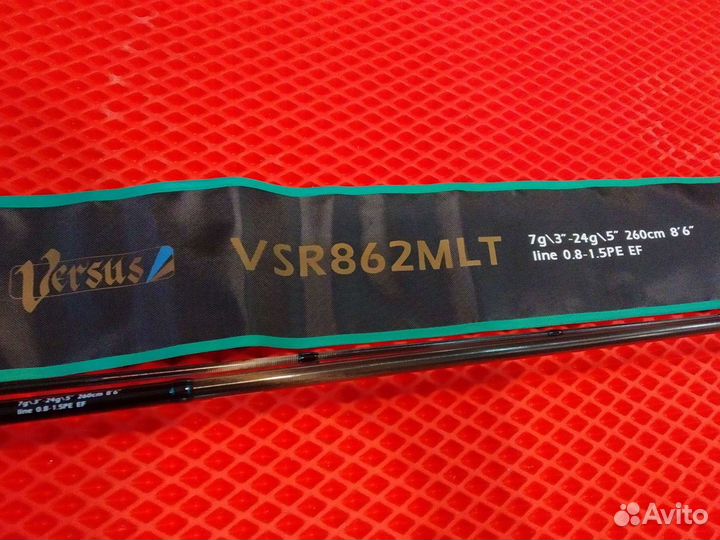 Versus
VSR862MLT
7g\3"-24g\5" 260cm 8'6"
line 0.8-1.5PE EF
7g\3"-24g\5" 260cm 8'6"
line 0.8-1.5PE EF
Avito